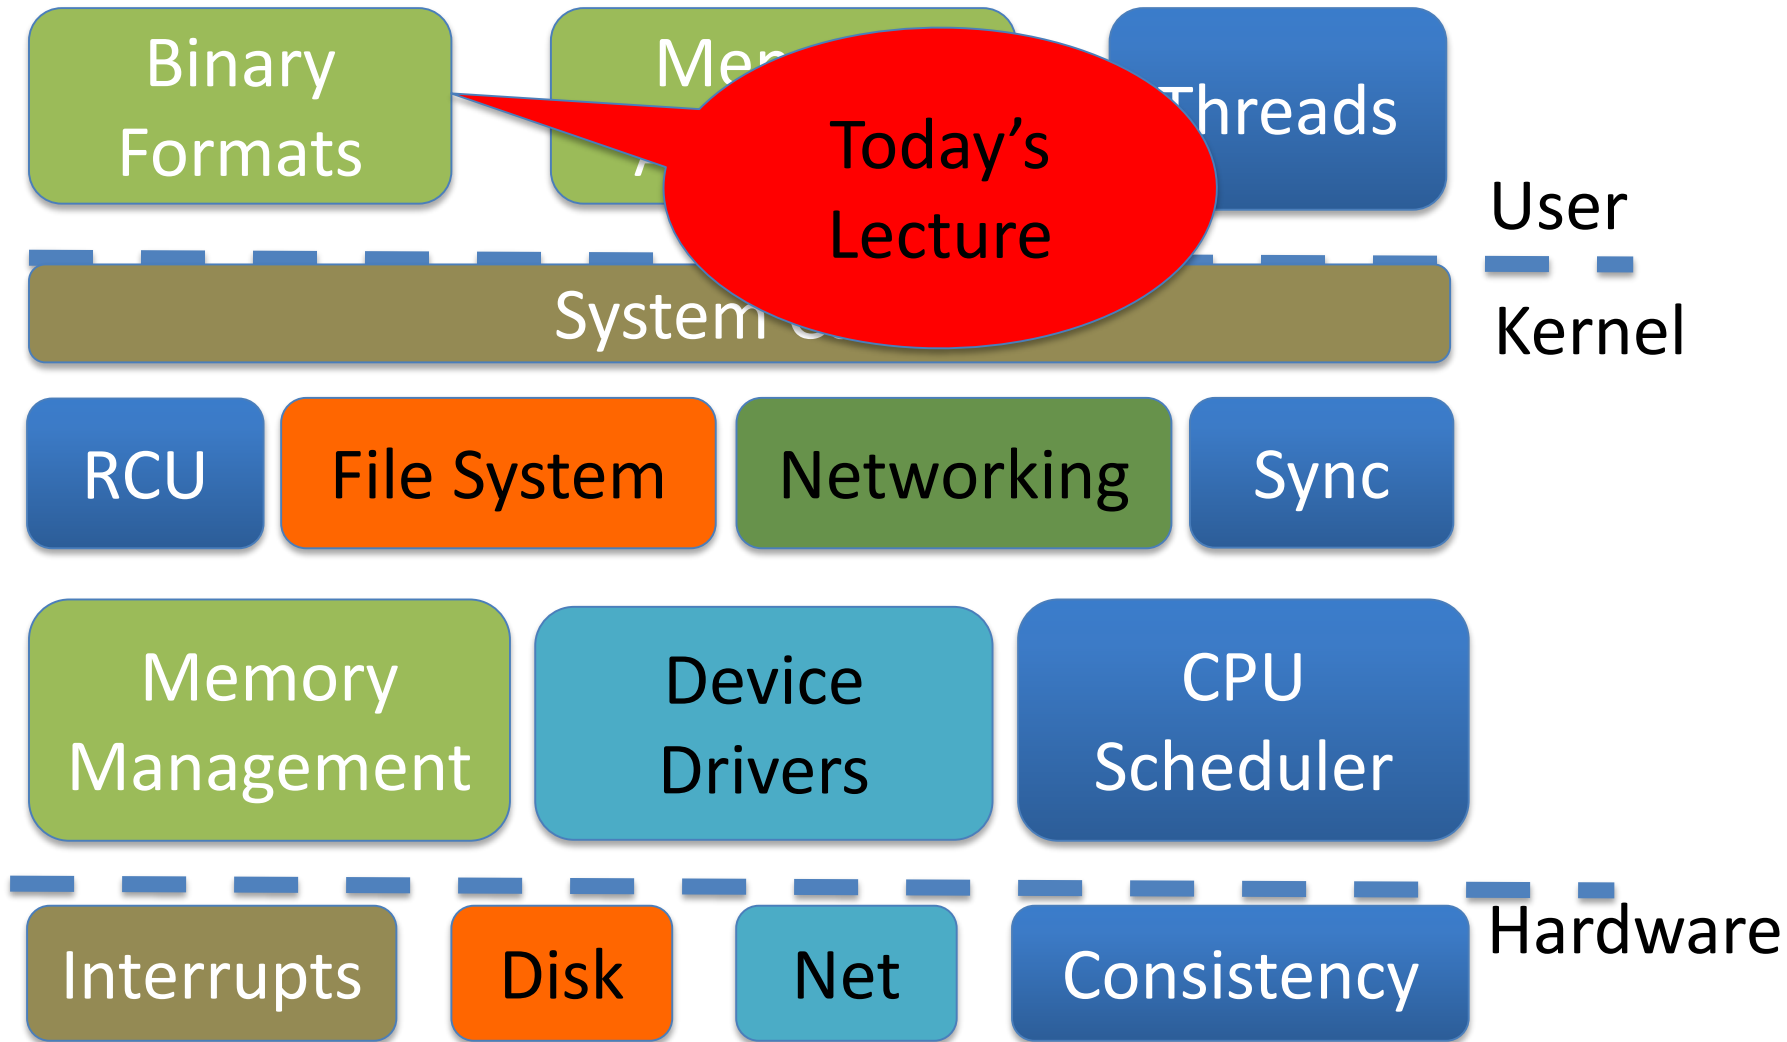 Binary
Formats
Threads
Today’s
Lecture
User
System
Kernel
RCU
File System
Networking
Sync
Memory
Management
Device
Drivers
CPU
Scheduler
Hardware
Interrupts
Disk
Net
Consistency